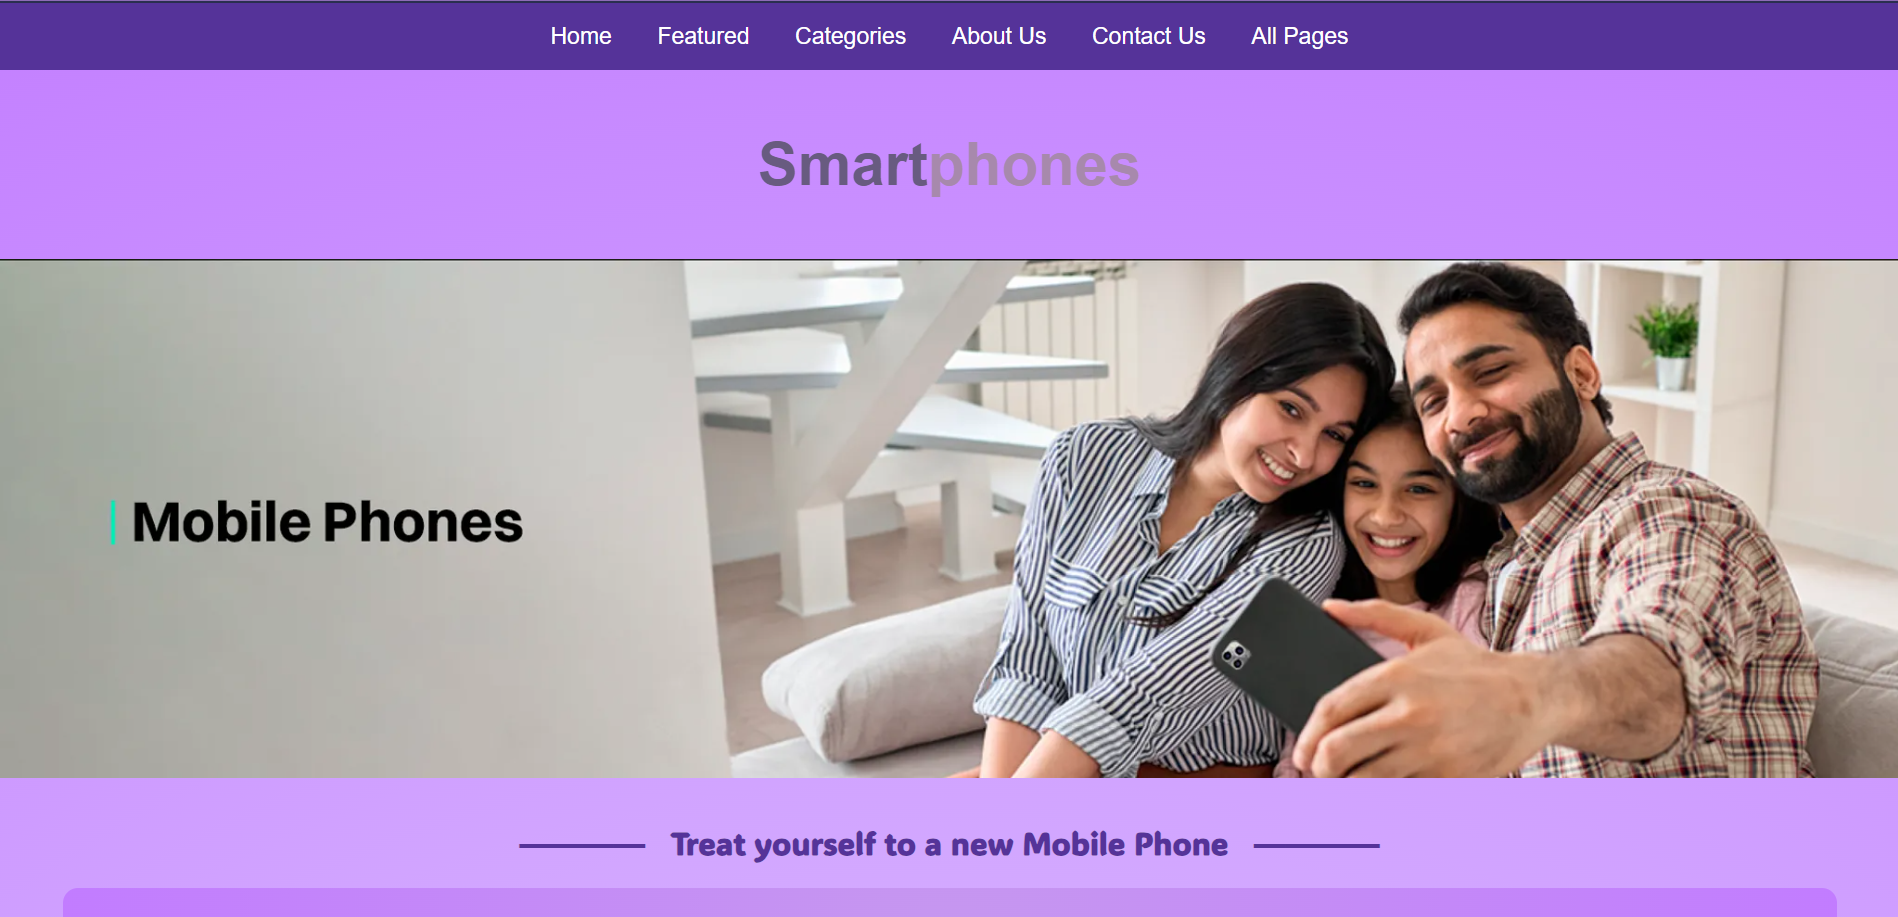 Home Featured Categories About Us Contact Us All Pages
Smartphones
Mobile Phones
Treat yourself to a new Mobile Phone